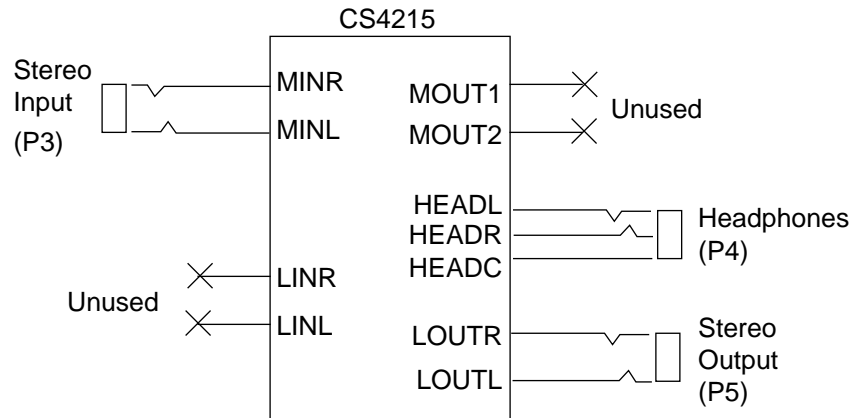 CS4215
Stereo
Input
(P3)
MINR
MINL
MOUT1
MOUT2
Unused
HEADL
HEADR
HEADC
Headphones
(P4)
Unused
LINR
LINL
LOUTR
LOUTL
Stereo
Output
(P5)